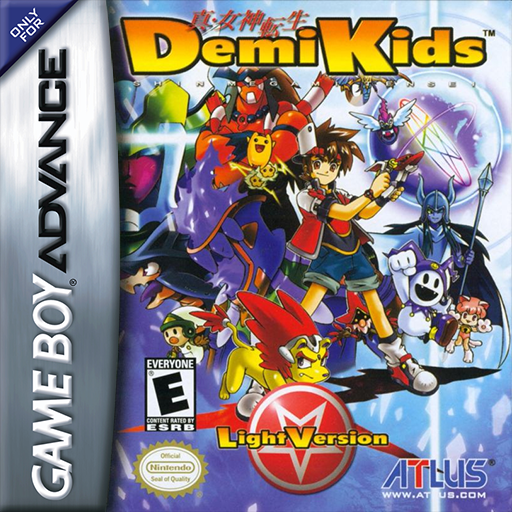 ONLY
FOR
GAME BOY ADVANCE
真・女神転生
DemiKids™
EVERYONE
E
CONTENT RATED BY
ESRB
Light Version
Official
Nintendo
Seal of Quality
ATLUS®
WWW.ATLUS.COM